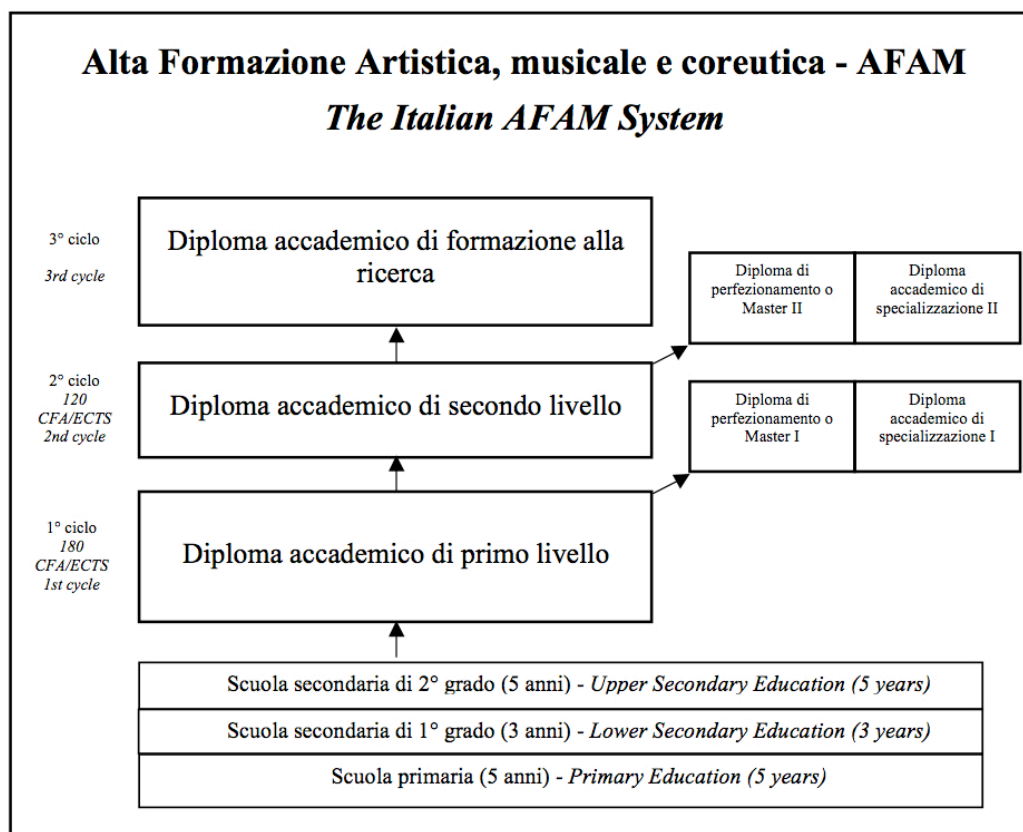 Alta Formazione Artistica, musicale e coreutica - AFAM
The Italian AFAM System
3° ciclo
3rd cycle
Diploma accademico di formazione alla
ricerca
Diploma di
perfezionamento o
Master II
Diploma
accademico di
specializzazione II
2° ciclo
120
CFA/ECTS
2nd cycle
Diploma accademico di secondo livello
Diploma di
perfezionamento o
Master I
Diploma
accademico di
specializzazione I
1° ciclo
180
CFA/ECTS
1st cycle
Diploma accademico di primo livello
Scuola secondaria di 2° grado (5 anni) - Upper Secondary Education (5 years)
Scuola secondaria di 1° grado (3 anni) - Lower Secondary Education (3 years)
Scuola primaria (5 anni) - Primary Education (5 years)